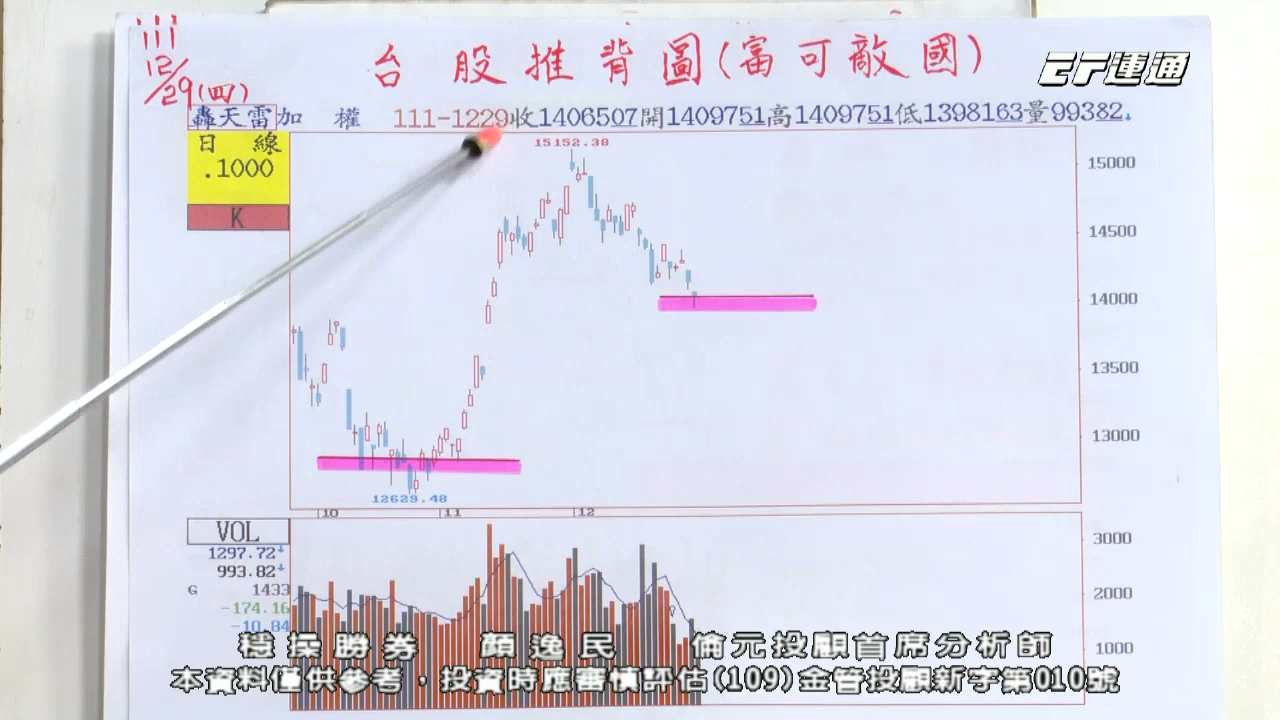 111
12/29(四)
台股推背圖(富可敵國)
EF運通
轟天雷加 權 111-1229收1406507開1409751高1409751低1398163量99382↓
日 線
.1000
K
15152.38
15000
14500
14000
13500
13000
12629.48
10 11 12
VOL
1297.72↓
993.82↓
G 1433
-174.16
-10.84
3000
2000
1000
穩操勝券 顏逸民 倫元投顧首席分析師
本資料僅供參考，投資時應審慎評估(109)金管投顧新字第010號